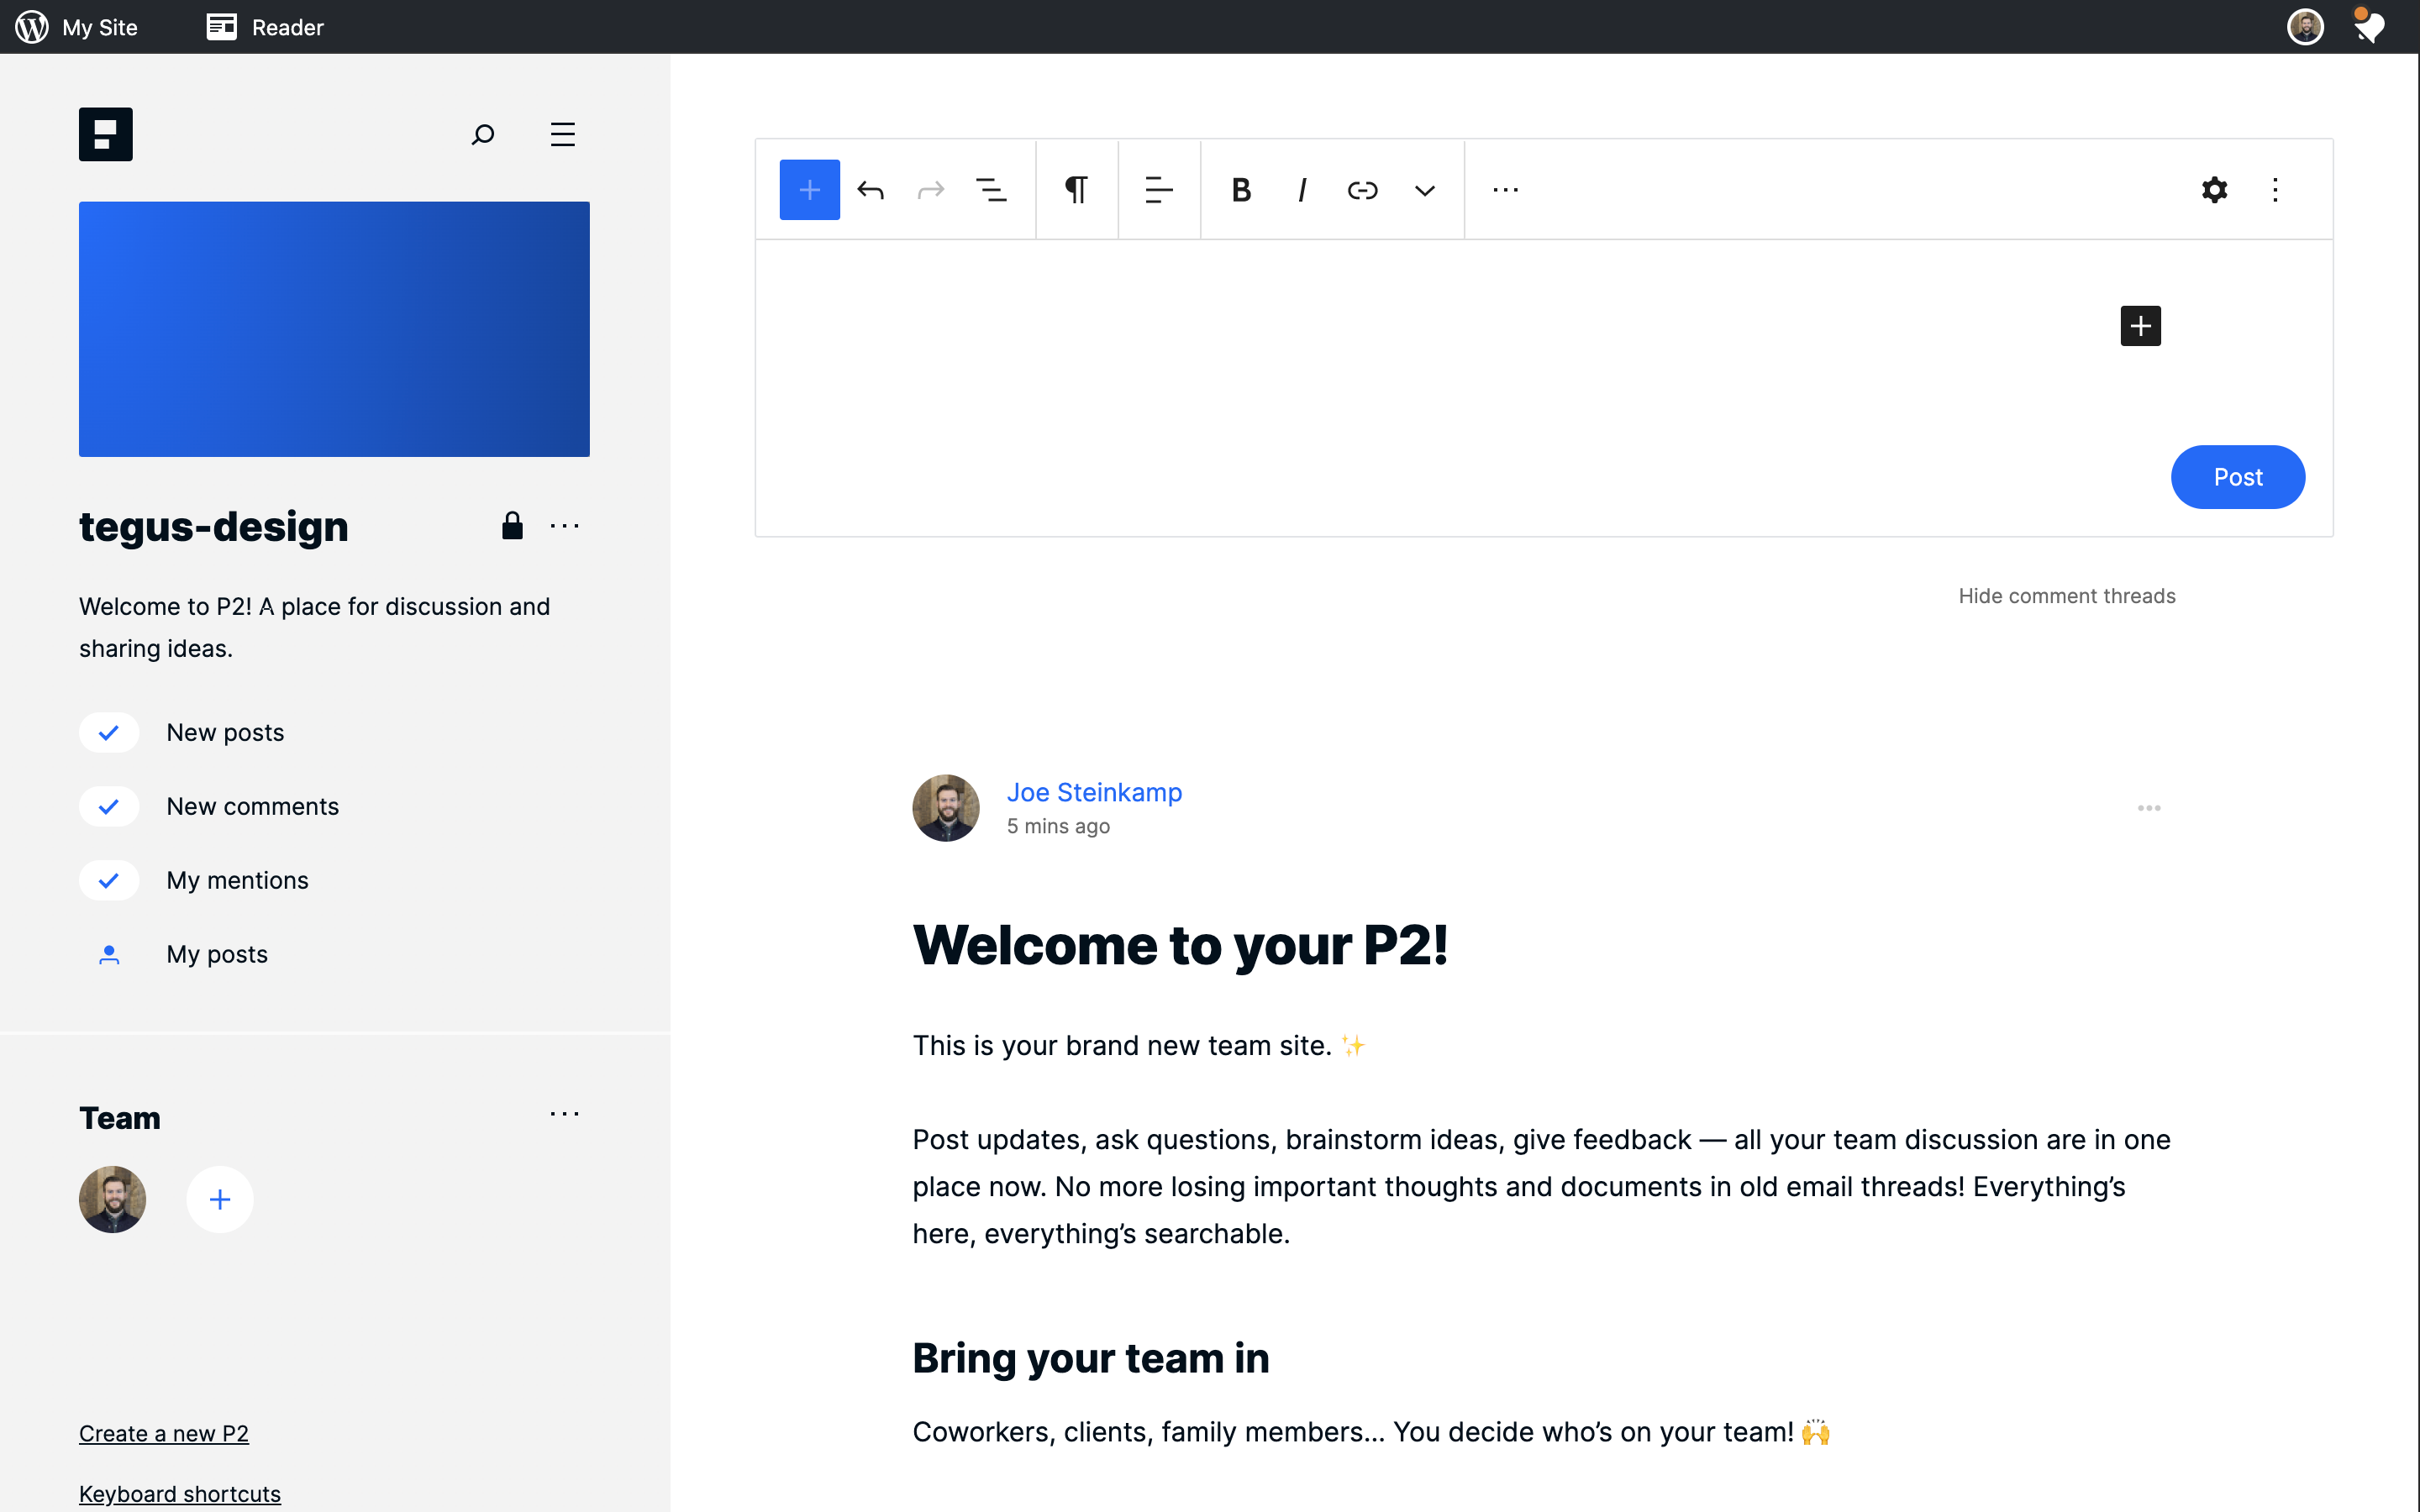 My Site
Reader
tegus-design
Welcome to P2! A place for discussion and
sharing ideas.
New posts
New comments
My mentions
My posts
Team
Create a new P2
Keyboard shortcuts
B I
Post
Hide comment threads
Joe Steinkamp
5 mins ago
Welcome to your P2!
This is your brand new team site. ✨
Post updates, ask questions, brainstorm ideas, give feedback — all your team discussion are in one
place now. No more losing important thoughts and documents in old email threads! Everything’s
here, everything’s searchable.
Bring your team in
Coworkers, clients, family members… You decide who’s on your team! 🙌